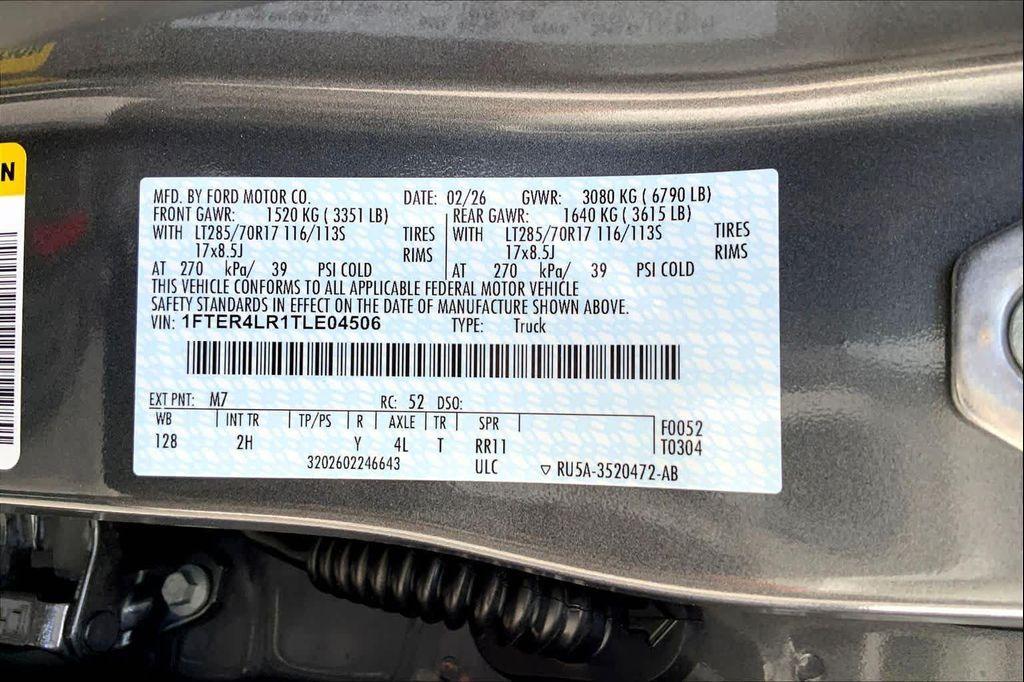 N
MFD. BY FORD MOTOR CO. DATE: 02/26 GVWR: 3080 KG ( 6790 LB)
FRONT GAWR: 1520 KG ( 3351 LB) REAR GAWR: 1640 KG ( 3615 LB)
WITH LT285/70R17 116/113S TIRES WITH LT285/70R17 116/113S TIRES
17x8.5J RIMS 17x8.5J RIMS
AT 270 kPa/ 39 PSI COLD AT 270 kPa/ 39 PSI COLD
THIS VEHICLE CONFORMS TO ALL APPLICABLE FEDERAL MOTOR VEHICLE
SAFETY STANDARDS IN EFFECT ON THE DATE OF MANUFACTURE SHOWN ABOVE.
VIN: 1FTER4LR1TLE04506 TYPE: Truck
EXT PNT: M7 RC: 52 DSO:
WB INT TR TP/PS R AXLE TR SPR F0052
128 2H Y 4L T RR11 T0304
3202602246643 ULC ▽ RU5A-3520472-AB